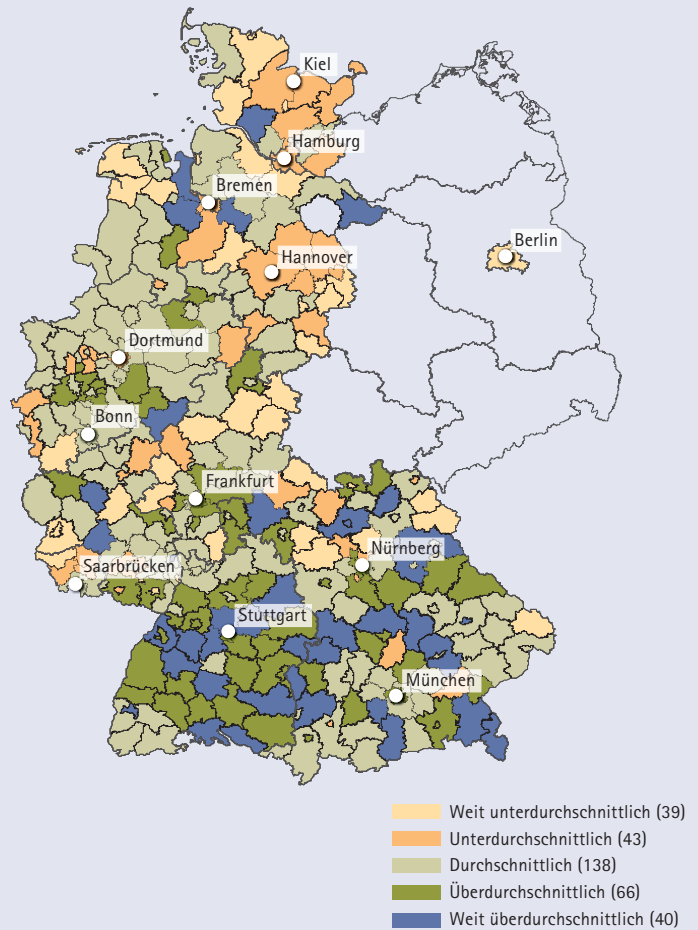 Kiel
Hamburg
Bremen
Berlin
Hannover
Dortmund
Bonn
Frankfurt
Nürnberg
Saarbrücken
Stuttgart
München
Weit unterdurchschnittlich (39)
Unterdurchschnittlich (43)
Durchschnittlich (138)
Überdurchschnittlich (66)
Weit überdurchschnittlich (40)